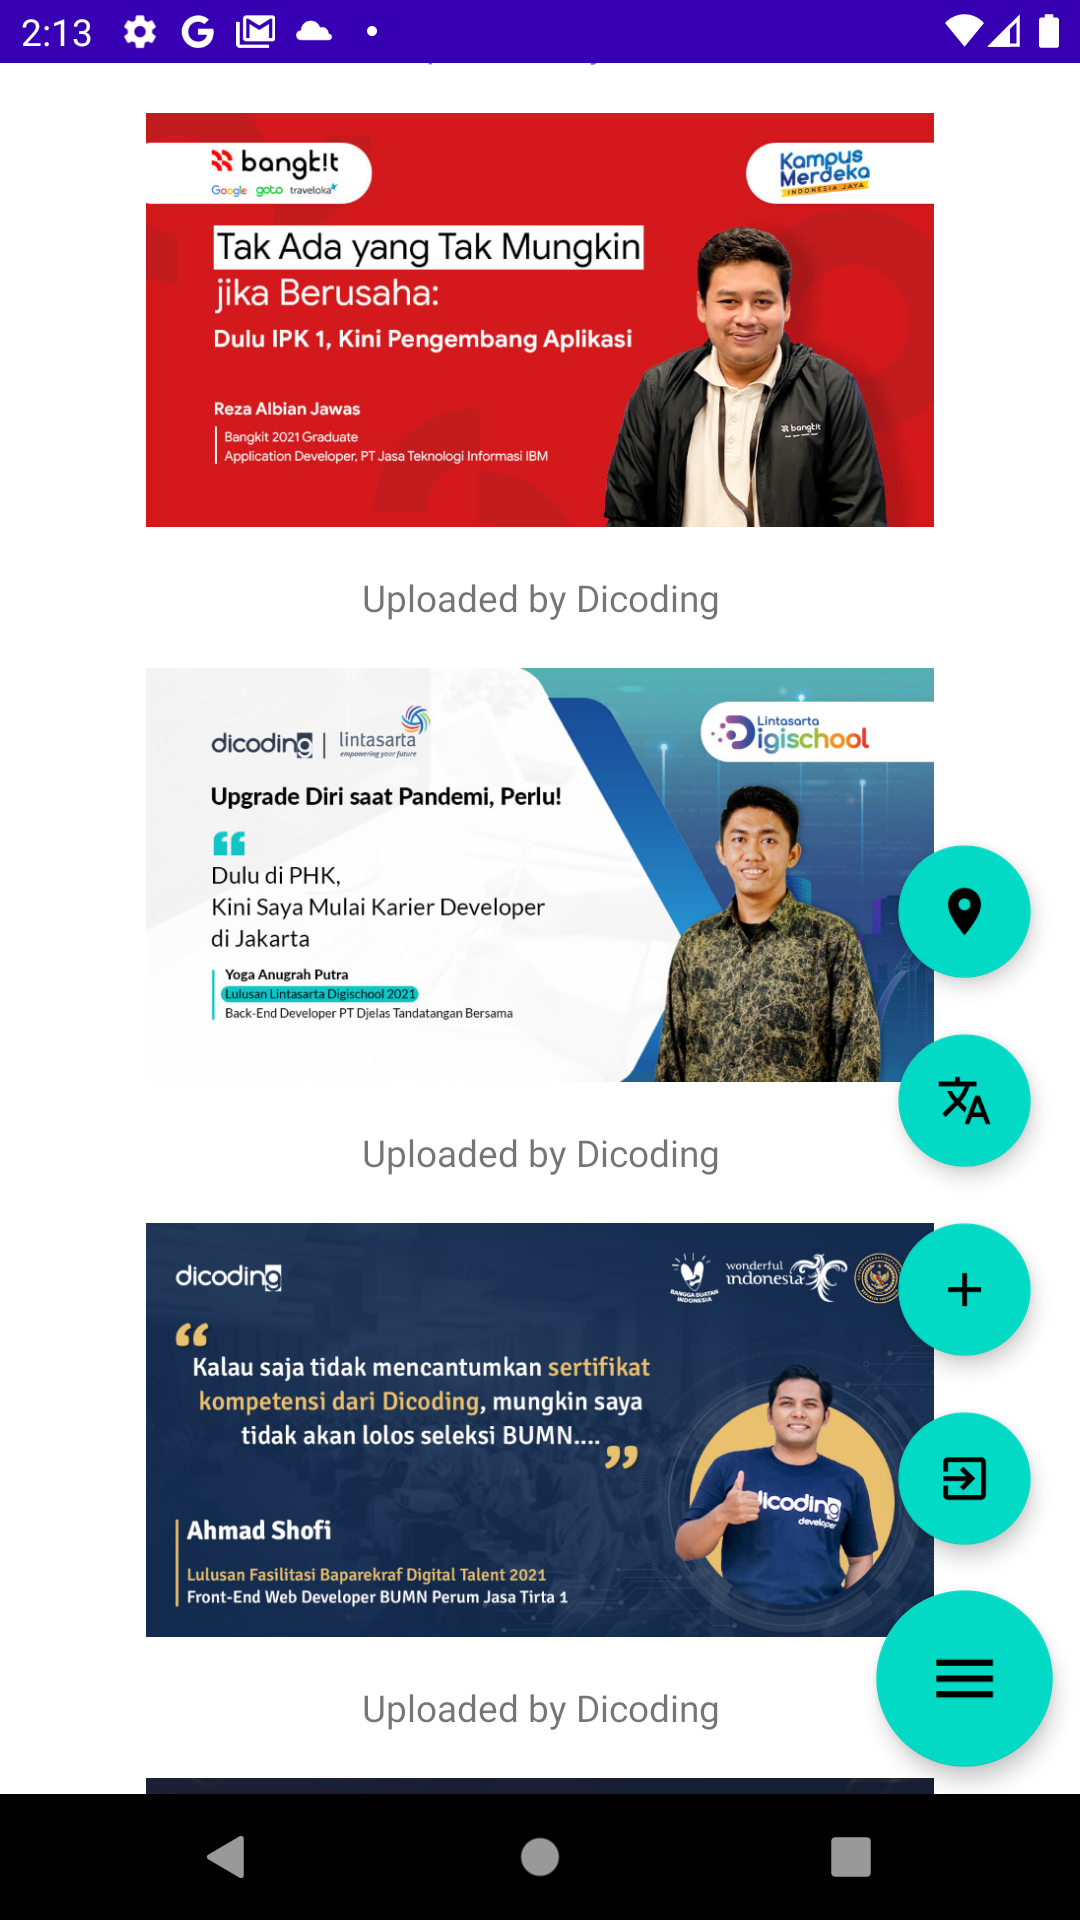 2:13
bangk!t
Google goto traveloka
Kampus
Merdeka
INDONESIA JAYA
Tak Ada yang Tak Mungkin
jika Berusaha:
Dulu IPK 1, Kini Pengembang Aplikasi
Reza Albian Jawas
Bangkit 2021 Graduate
Application Developer, PT Jasa Teknologi Informasi IBM
bangk!t
Uploaded by Dicoding
dicoding | lintasarta
empowering your future
Lintasarta
Digischool
Upgrade Diri saat Pandemi, Perlu!
“
Dulu di PHK,
Kini Saya Mulai Karier Developer
di Jakarta
Yoga Anugrah Putra
Lulusan Lintasarta Digischool 2021
Back-End Developer PT Djelas Tandatangan Bersama
Uploaded by Dicoding
dicoding
BANGGA BUATAN
INDONESIA
wonderful
indonesia
“
Kalau saja tidak mencantumkan sertifikat
kompetensi dari Dicoding, mungkin saya
tidak akan lolos seleksi BUMN....
”
dicoding
developer
Ahmad Shofi
Lulusan Fasilitasi Baparekraf Digital Talent 2021
Front-End Web Developer BUMN Perum Jasa Tirta 1
Uploaded by Dicoding